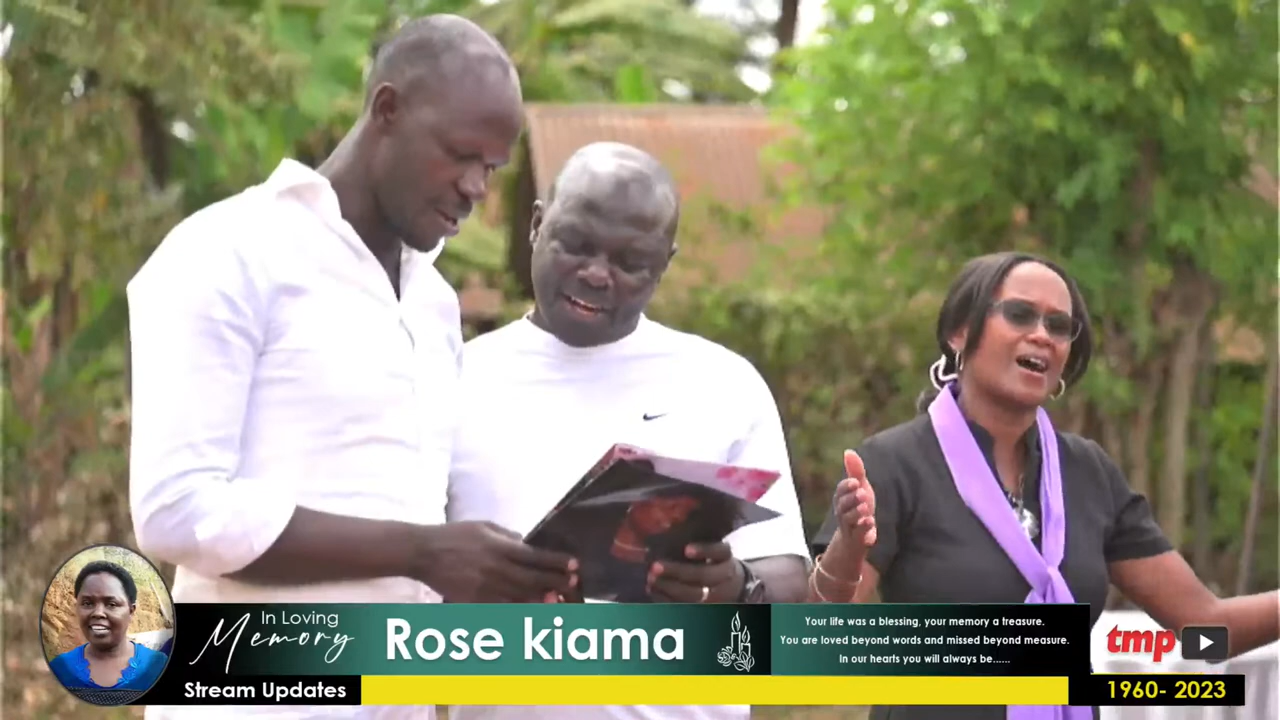 In Loving
Memory
Rose kiama
Your life was a blessing, your memory a treasure.
You are loved beyond words and missed beyond measure.
In our hearts you will always be......
tmp
Stream Updates
1960- 2023